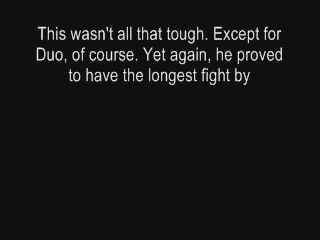 This wasn't all that tough. Except for
Duo, of course. Yet again, he proved
to have the longest fight by